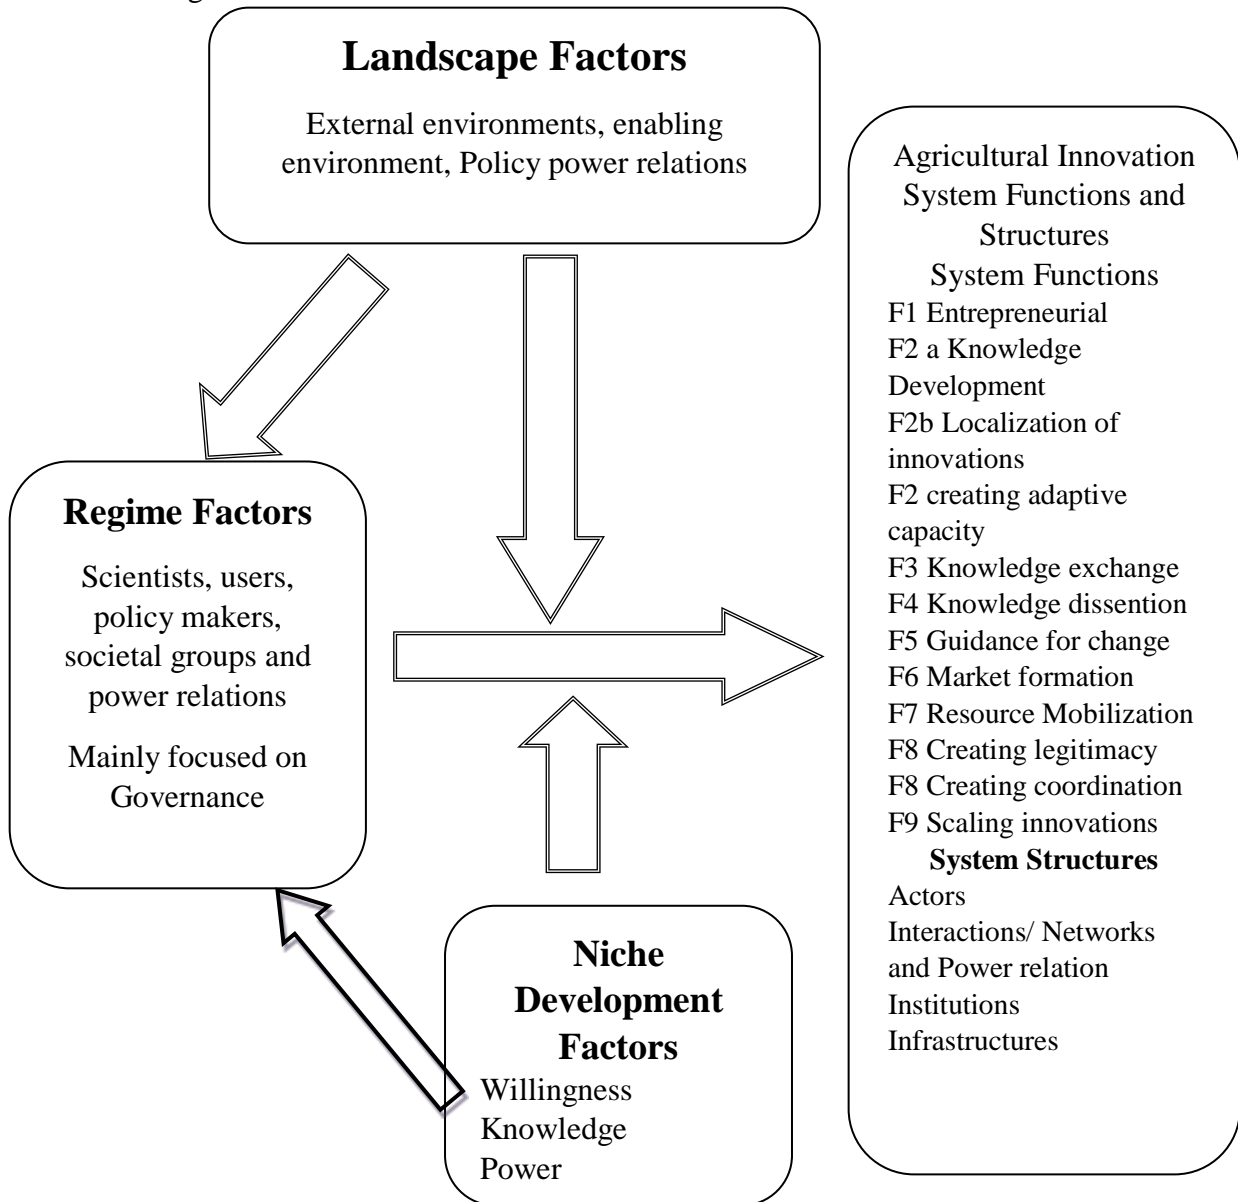 Landscape Factors
External environments, enabling
environment, Policy power relations
Agricultural Innovation
System Functions and
Structures
System Functions
F1 Entrepreneurial
F2 a Knowledge
Development
F2b Localization of
innovations
F2 creating adaptive
capacity
F3 Knowledge exchange
F4 Knowledge dissention
F5 Guidance for change
F6 Market formation
F7 Resource Mobilization
F8 Creating legitimacy
F8 Creating coordination
F9 Scaling innovations
System Structures
Actors
Interactions/ Networks
and Power relation
Institutions
Infrastructures
Regime Factors
Scientists, users,
policy makers,
societal groups and
power relations
Mainly focused on
Governance
Niche
Development
Factors
Willingness
Knowledge
Power